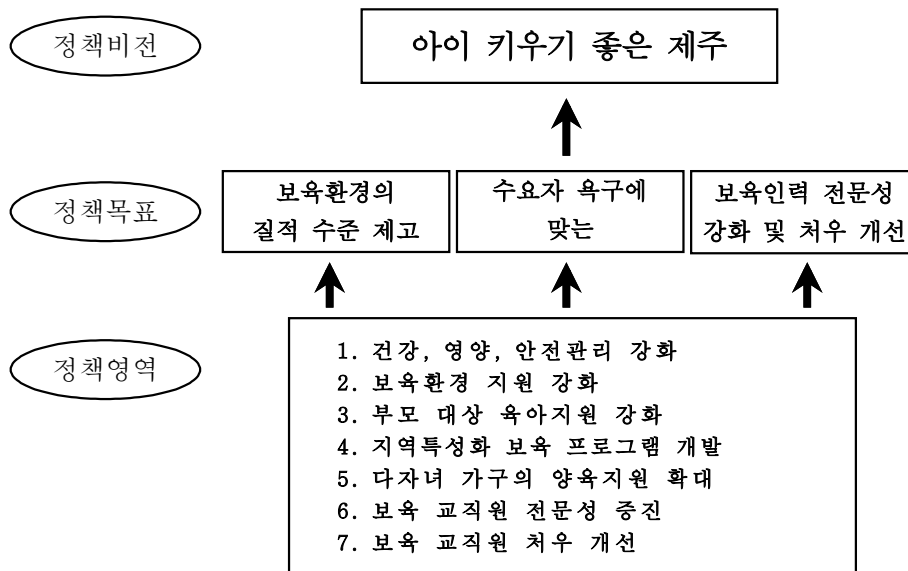 정책비전
아이 키우기 좋은 제주
정책목표
보육환경의
질적 수준 제고
수요자 욕구에
맞는
보육인력 전문성
강화 및 처우 개선
정책영역
1. 건강, 영양, 안전관리 강화
2. 보육환경 지원 강화
3. 부모 대상 육아지원 강화
4. 지역특성화 보육 프로그램 개발
5. 다자녀 가구의 양육지원 확대
6. 보육 교직원 전문성 증진
7. 보육 교직원 처우 개선